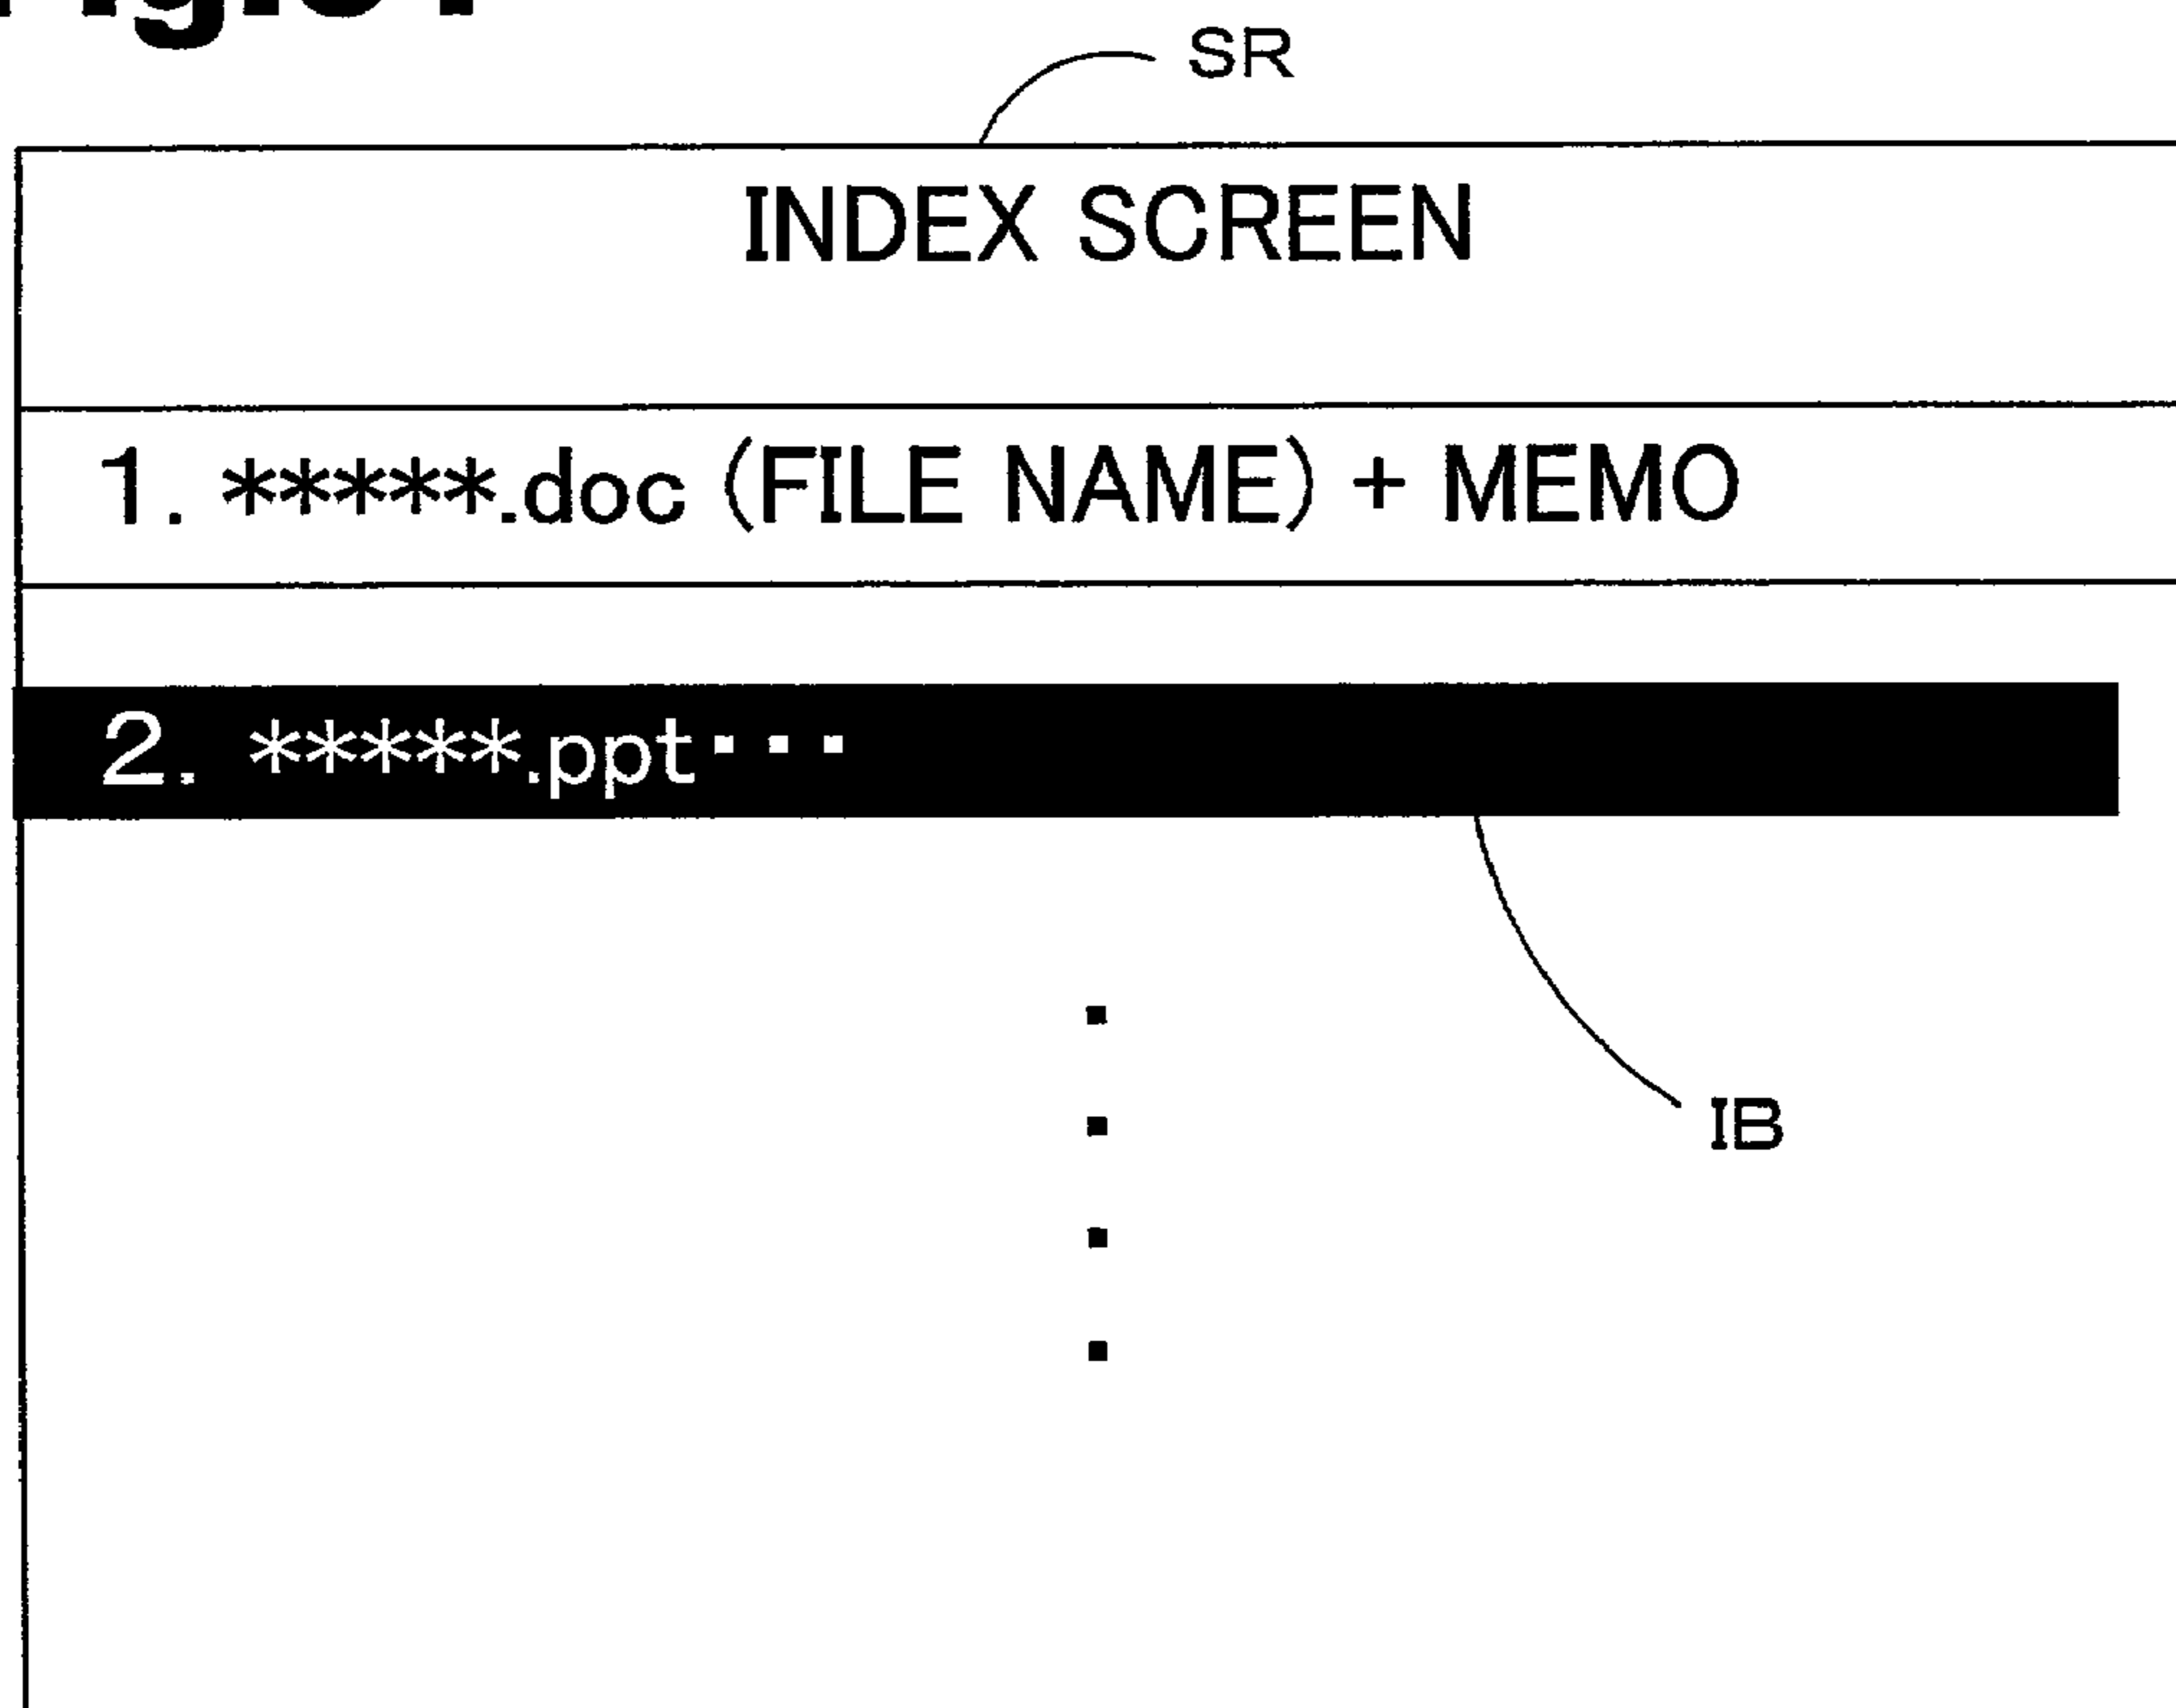 SR
INDEX SCREEN
1. *****.doc (FILE NAME) + MEMO
2. *****.ppt・・・
IB